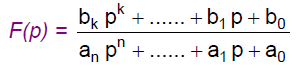 F(p) = (b_k p^k + ...... + b_1 p + b_0) / (a_n p^n + ...... + a_1 p + a_0)